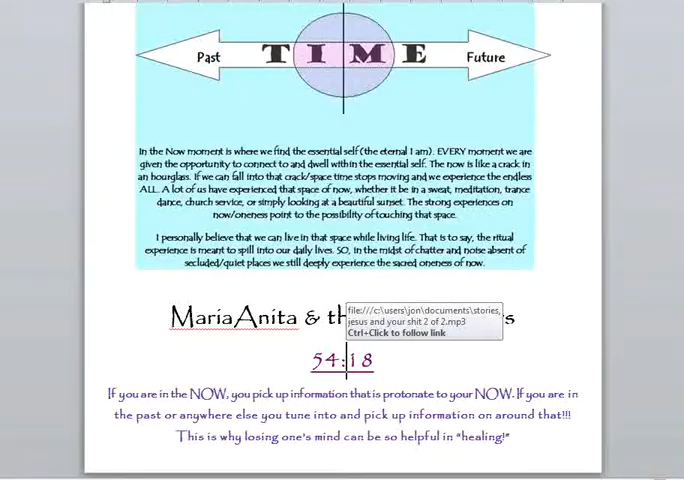 Past
T I M E
Future
In the Now moment is where we find the essential self (the eternal I am). EVERY moment we are
given the opportunity to connect to and dwell within the essential self. The now is like a crack in
an hourglass. If we can fall into that crack/space time stops moving and we experience the endless
ALL. A lot of us have experienced that space of now, whether it be in a sweat, meditation, trance
dance, church service, or simply looking at a beautiful sunset. The strong experiences on
now/oneness point to the possibility of touching that space.
I personally believe that we can live in that space while living life. That is to say, the ritual
experience is meant to spill into our daily lives. SO, in the midst of chatter and noise absent of
secluded/quiet places we still deeply experience the sacred oneness of now.
MariaAnita & th s
file:///c:\users\jon\documents\stories,
jesus and your shit 2 of 2.mp3
Ctrl+Click to follow link
54:18
If you are in the NOW, you pick up information that is protonate to your NOW. If you are in
the past or anywhere else you tune into and pick up information on around that!!!
This is why losing one's mind can be so helpful in "healing!"